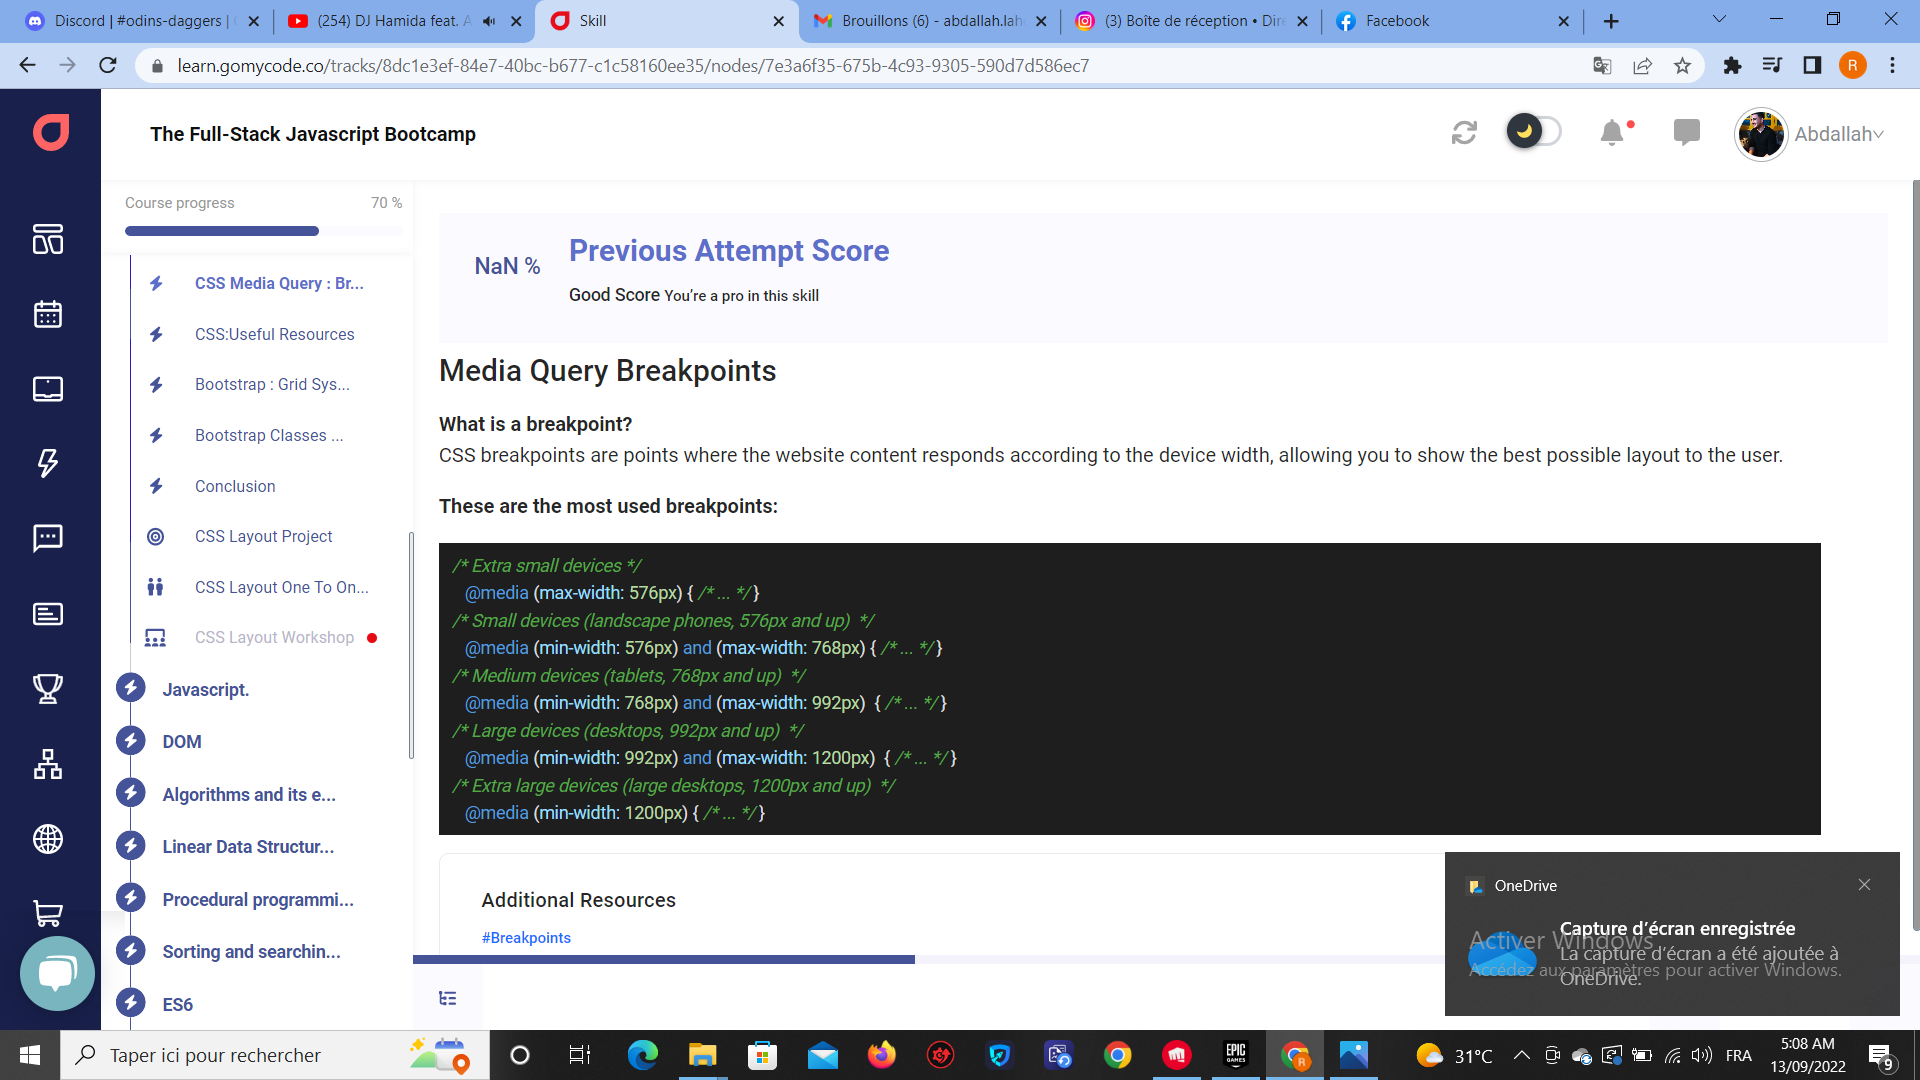 Discord | #odins-daggers |
(254) DJ Hamida feat. A
Skill
Brouillons (6) - abdallah.lah
(3) Boîte de réception • Dire
Facebook
learn.gomycode.co/tracks/8dc1e3ef-84e7-40bc-b677-c1c58160ee35/nodes/7e3a6f35-675b-4c93-9305-590d7d586ec7
R
The Full-Stack Javascript Bootcamp
Abdallah
Course progress
70 %
CSS Media Query : Br...
CSS:Useful Resources
Bootstrap : Grid Sys...
Bootstrap Classes ...
Conclusion
CSS Layout Project
CSS Layout One To On...
CSS Layout Workshop
Javascript.
DOM
Algorithms and its e...
Linear Data Structur...
Procedural programmi...
Sorting and searchin...
ES6
NaN %
Previous Attempt Score
Good Score You're a pro in this skill
Media Query Breakpoints
What is a breakpoint?
CSS breakpoints are points where the website content responds according to the device width, allowing you to show the best possible layout to the user.
These are the most used breakpoints:
/* Extra small devices */
@media (max-width: 576px) { /* ... */ }
/* Small devices (landscape phones, 576px and up) */
@media (min-width: 576px) and (max-width: 768px) { /* ... */ }
/* Medium devices (tablets, 768px and up) */
@media (min-width: 768px) and (max-width: 992px) { /* ... */ }
/* Large devices (desktops, 992px and up) */
@media (min-width: 992px) and (max-width: 1200px) { /* ... */ }
/* Extra large devices (large desktops, 1200px and up) */
@media (min-width: 1200px) { /* ... */ }
Additional Resources
#Breakpoints
OneDrive
Capture d'écran enregistrée
La capture d'écran a été ajoutée à
OneDrive.
Activer Windows
Accédez aux paramètres pour activer Windows.
Taper ici pour rechercher
EPIC
GAMES
R
31°C
FRA
5:08 AM
13/09/2022
9